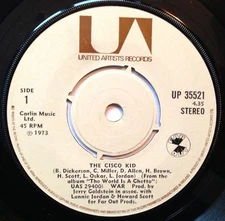 UA
UNITED ARTISTS RECORDS
SIDE
1
UP 35521
4.35
STEREO
Carlin Music
Ltd.
45 RPM
℗ 1973
THE CISCO KID
(B. Dickerson, C. Miller, D. Allen, H. Brown,
H. Scott, L. Oskar, L. Jordan) (From the
album "The World Is A Ghetto")
UAS 29400) WAR Prod. by
Jerry Goldstein in assoc. with
Lonnie Jordan & Howard Scott
for Far Out Prods.